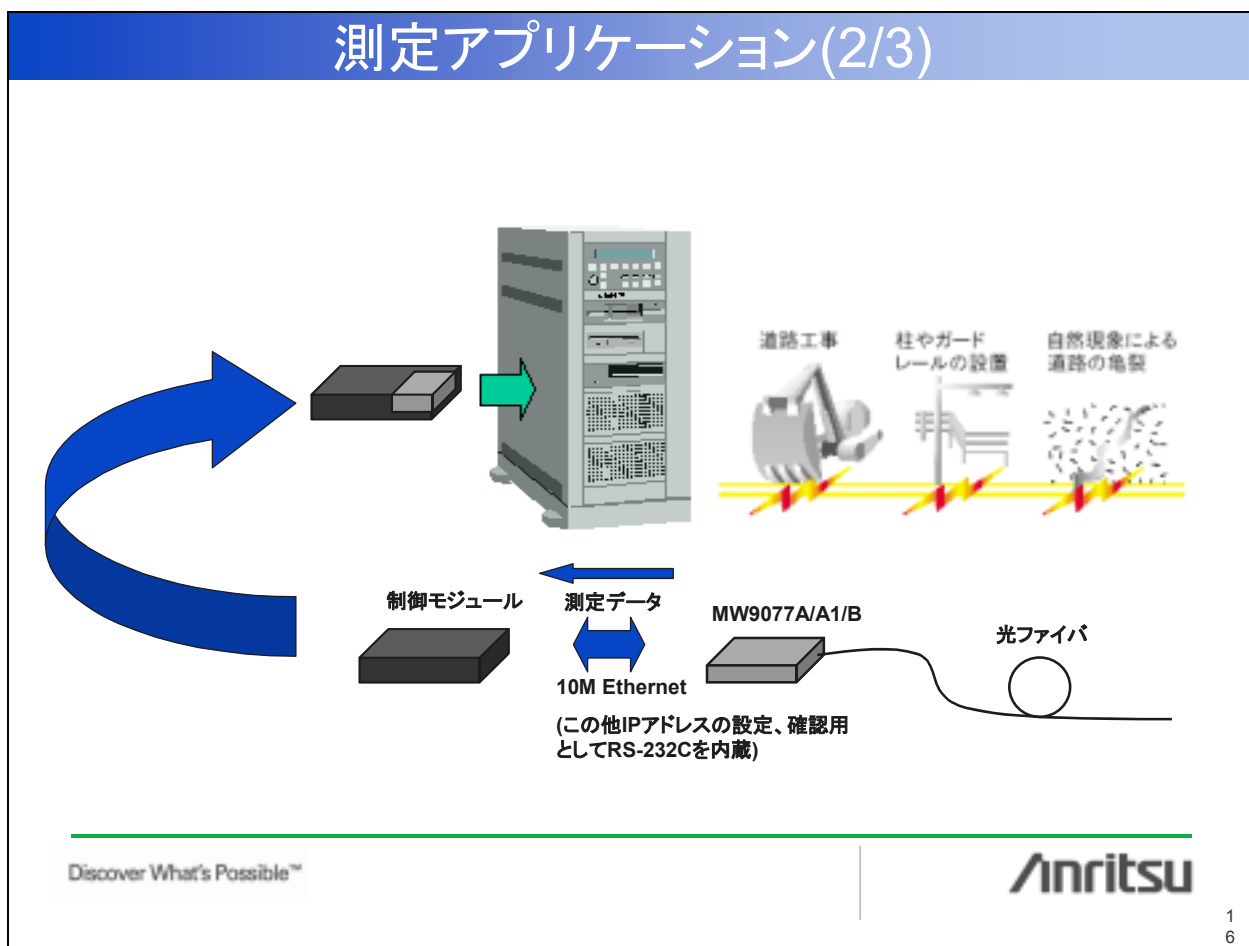 測定アプリケーション(2/3)
道路工事
柱やガード
レールの設置
自然現象による
道路の亀裂
制御モジュール
測定データ
MW9077A/A1/B
光ファイバ
10M Ethernet
(この他IPアドレスの設定、確認用
としてRS-232Cを内蔵)
Discover What's Possible™
Anritsu
1
6